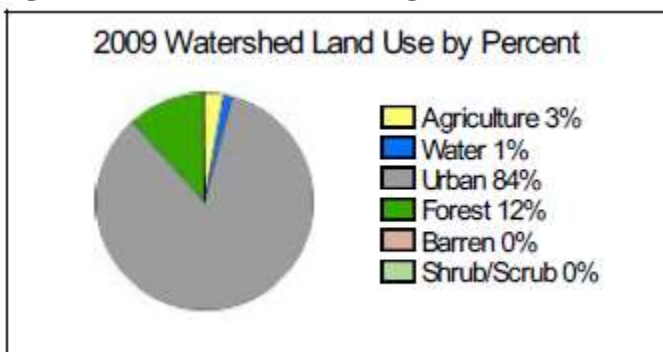 2009 Watershed Land Use by Percent
Agriculture 3%
Water 1%
Urban 84%
Forest 12%
Barren 0%
Shrub/Scrub 0%